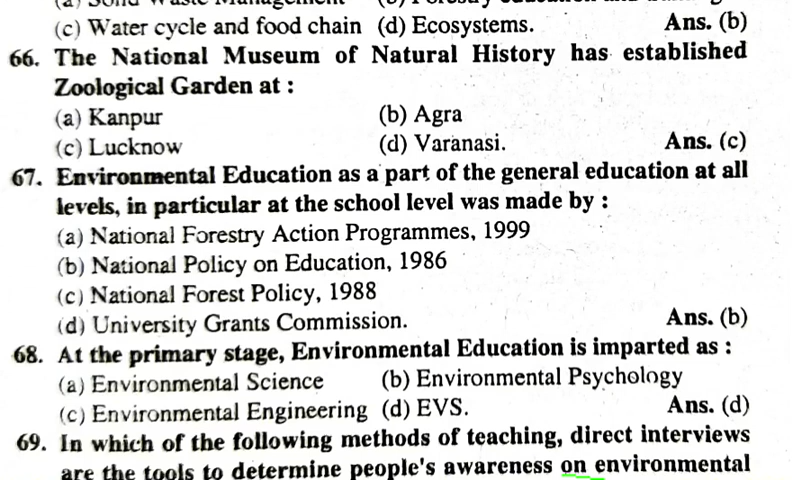 (c) Water cycle and food chain (d) Ecosystems. Ans. (b)
66. The National Museum of Natural History has established
Zoological Garden at :
(a) Kanpur (b) Agra
(c) Lucknow (d) Varanasi. Ans. (c)
67. Environmental Education as a part of the general education at all
levels, in particular at the school level was made by :
(a) National Forestry Action Programmes, 1999
(b) National Policy on Education, 1986
(c) National Forest Policy, 1988
(d) University Grants Commission. Ans. (b)
68. At the primary stage, Environmental Education is imparted as :
(a) Environmental Science (b) Environmental Psychology
(c) Environmental Engineering (d) EVS. Ans. (d)
69. In which of the following methods of teaching, direct interviews
are the tools to determine people's awareness on environmental